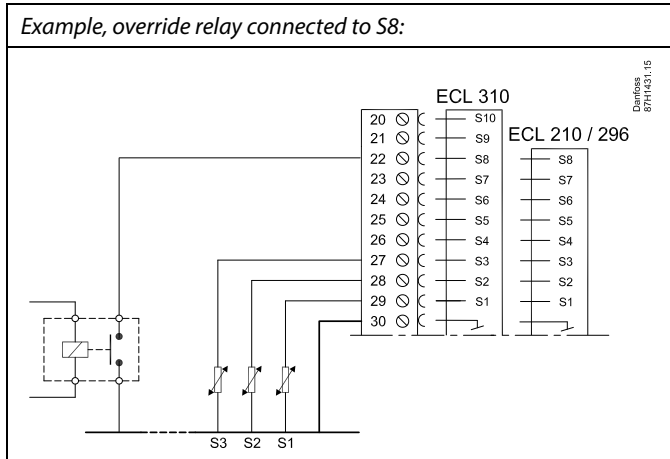 Example, override relay connected to S8:
Danfoss
87H1431.15
ECL 310
ECL 210 / 296
20 S10
21 S9
22 S8 S8
23 S7 S7
24 S6 S6
25 S5 S5
26 S4 S4
27 S3 S3
28 S2 S2
29 S1 S1
30
S3 S2 S1